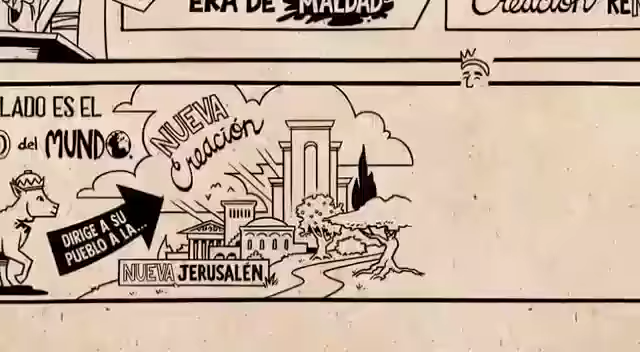 ERA DE MALDAD
Creación
LADO ES EL
del MUNDO.
NUEVA
Creación
DIRIGE A SU
PUEBLO A LA...
NUEVA JERUSALÉN